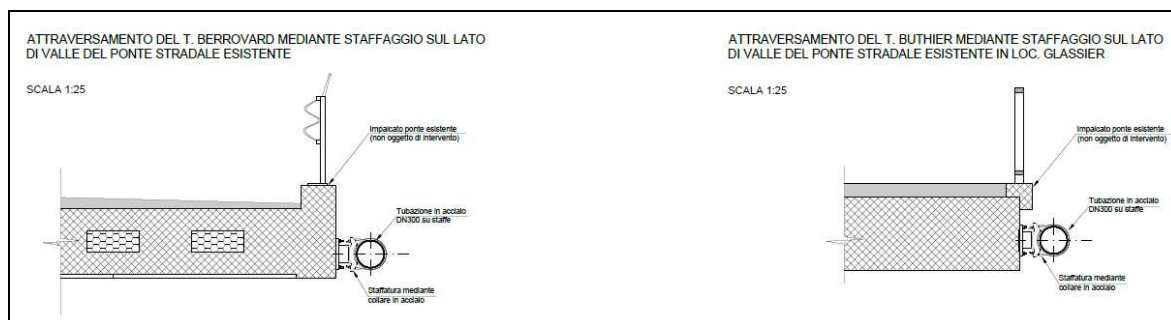 ATTRAVERSAMENTO DEL T. BERROVARD MEDIANTE STAFFAGGIO SUL LATO
DI VALLE DEL PONTE STRADALE ESISTENTE
SCALA 1:25
Impalcato ponte esistente
(non oggetto di intervento)
Tubazione in acciaio
DN300 su staffe
Staffatura mediante
collare in acciaio
ATTRAVERSAMENTO DEL T. BUTHIER MEDIANTE STAFFAGGIO SUL LATO
DI VALLE DEL PONTE STRADALE ESISTENTE IN LOC. GLASSIER
SCALA 1:25
Impalcato ponte esistente
(non oggetto di intervento)
Tubazione in acciaio
DN300 su staffe
Staffatura mediante
collare in acciaio